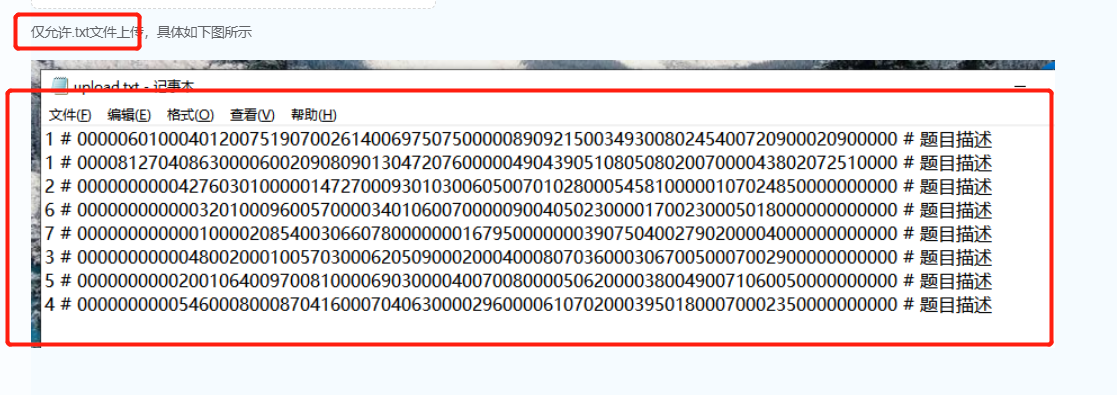 仅允许.txt文件上传，具体如下图所示
upload.txt - 记事本
文件(F) 编辑(E) 格式(O) 查看(V) 帮助(H)
1 # 000006010004012007519070026140069750750000089092150034930080245400720900020900000 # 题目描述
1 # 000081270408630000600209080901304720760000049043905108050802007000043802072510000 # 题目描述
2 # 000000000042760301000001472700093010300605007010280005458100000107024850000000000 # 题目描述
6 # 000000000000320100096005700003401060070000090040502300001700230005018000000000000 # 题目描述
7 # 000000000000100002085400306607800000001679500000003907504002790200004000000000000 # 题目描述
3 # 000000000004800200010057030006205090002000400080703600030670050007002900000000000 # 题目描述
5 # 000000000020010640097008100006903000040070080000506200003800490071060050000000000 # 题目描述
4 # 000000000054600080008704160007040630000296000061070200039501800070002350000000000 # 题目描述